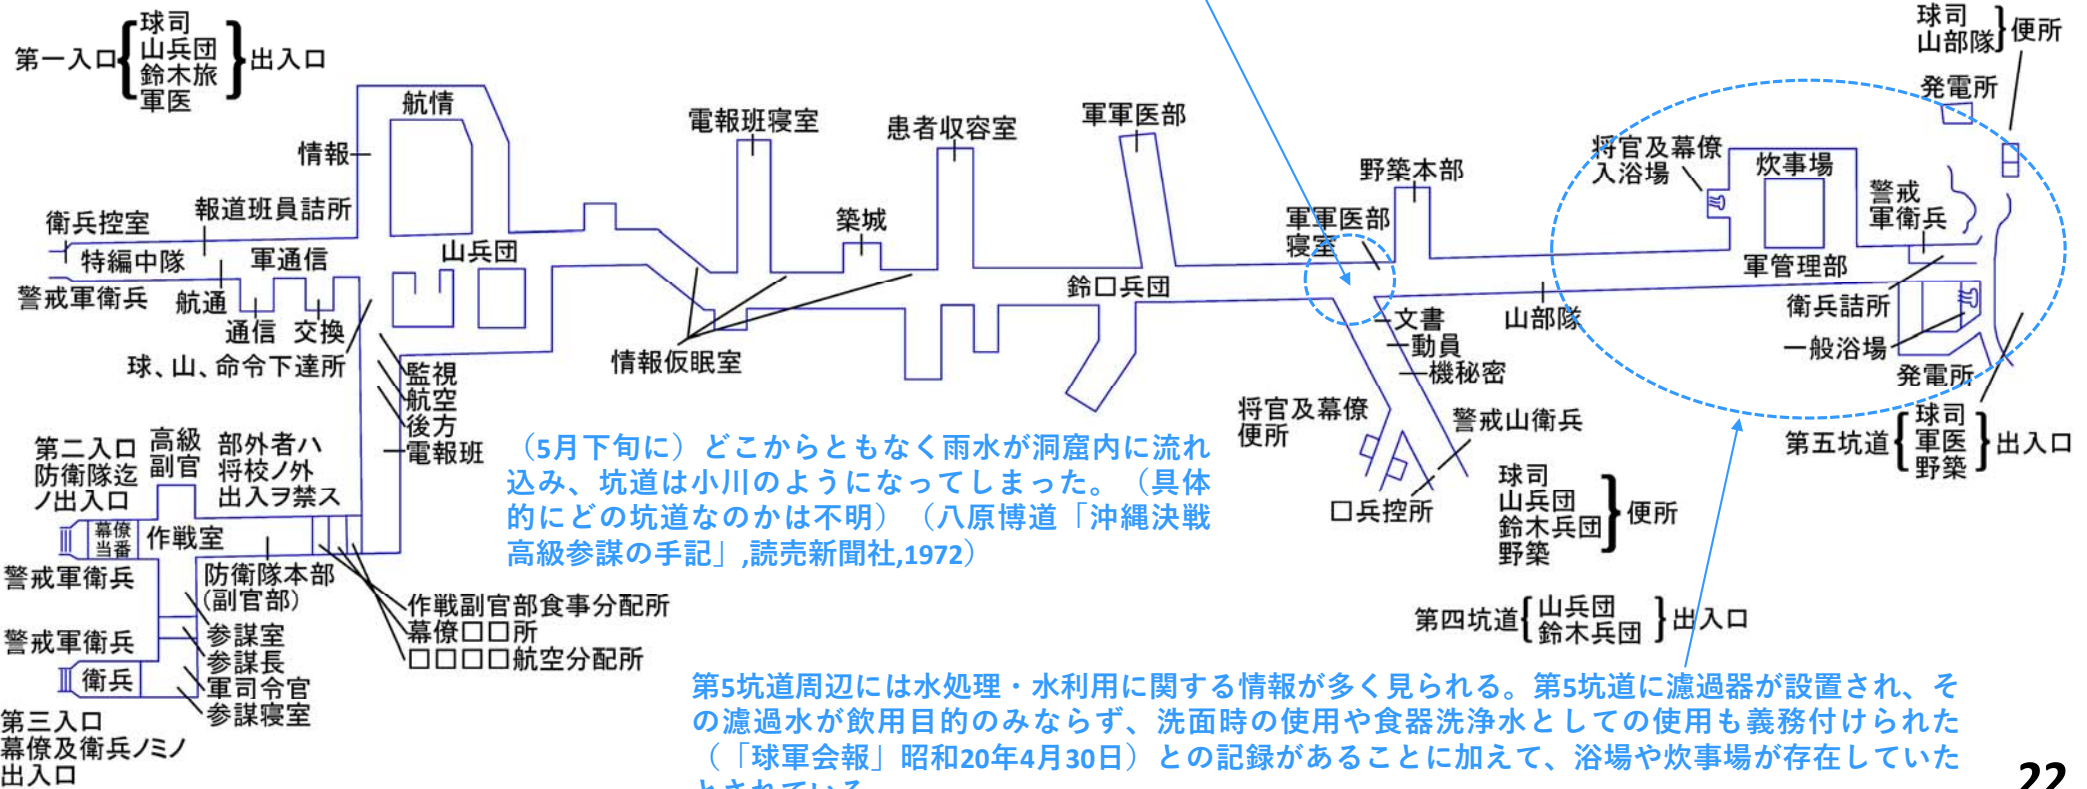 第一入口
球司
山兵団
鈴木旅
軍医
出入口
航情
情報
報道班員詰所
衛兵控室
特編中隊
軍通信
山兵団
警戒軍衛兵
航通
通信
交換
球、山、命令下達所
監視
航空
後方
電報班
電報班寝室
患者収容室
築城
情報仮眠室
軍軍医部
鈴口兵団
軍軍医部
寝室
野築本部
将官及幕僚
入浴場
炊事場
警戒
軍衛兵
発電所
球司
山部隊
便所
軍管理部
衛兵詰所
一般浴場
発電所
山部隊
文書
動員
機秘密
将官及幕僚
便所
警戒山衛兵
口兵控所
球司
山兵団
鈴木兵団
野築
便所
第五坑道
球司
軍医
野築
出入口
第四坑道
山兵団
鈴木兵団
出入口
第二入口
防衛隊迄
ノ出入口
高級
副官
部外者ハ
将校ノ外
出入ヲ禁ス
幕僚
当番
作戦室
警戒軍衛兵
防衛隊本部
(副官部)
作戦副官部食事分配所
幕僚口口所
口口口口航空分配所
警戒軍衛兵
参謀室
参謀長
軍司令官
参謀寝室
衛兵
第三入口
幕僚及衛兵ノミノ
出入口
（5月下旬に）どこからともなく雨水が洞窟内に流れ
込み、坑道は小川のようになってしまった。（具体
的にどの坑道なのかは不明）（八原博道「沖縄決戦
高級参謀の手記」,読売新聞社,1972）
第5坑道周辺には水処理・水利用に関する情報が多く見られる。第5坑道に濾過器が設置され、そ
の濾過水が飲用目的のみならず、洗面時の使用や食器洗浄水としての使用も義務付けられた
（「球軍会報」昭和20年4月30日）との記録があることに加えて、浴場や炊事場が存在していた
とされている
22